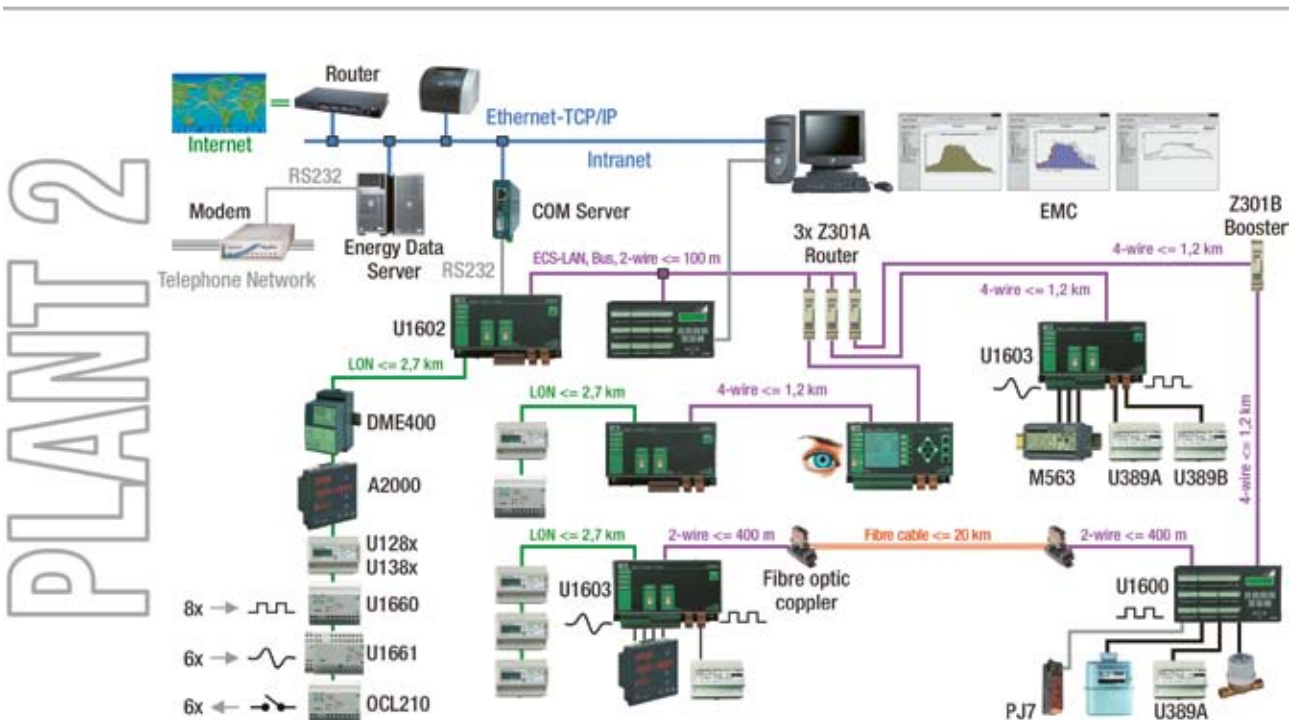 PLANT 2
Router
Internet
Ethernet-TCP/IP
Intranet
RS232
Modem
Telephone Network
Energy Data
Server
COM Server
RS232
EMC
Z301B
Booster
3x Z301A
Router
4-wire <= 1,2 km
ECS-LAN, Bus, 2-wire <= 100 m
4-wire <= 1,2 km
U1602
U1603
LON <= 2,7 km
LON <= 2,7 km
4-wire <= 1,2 km
4-wire <= 1,2 km
DME400
A2000
M563
U389A
U389B
U128x
U138x
LON <= 2,7 km
2-wire <= 400 m
Fibre cable <= 20 km
2-wire <= 400 m
U1603
Fibre optic
coppler
U1600
8x
U1660
6x
U1661
6x
OCL210
PJ7
U389A